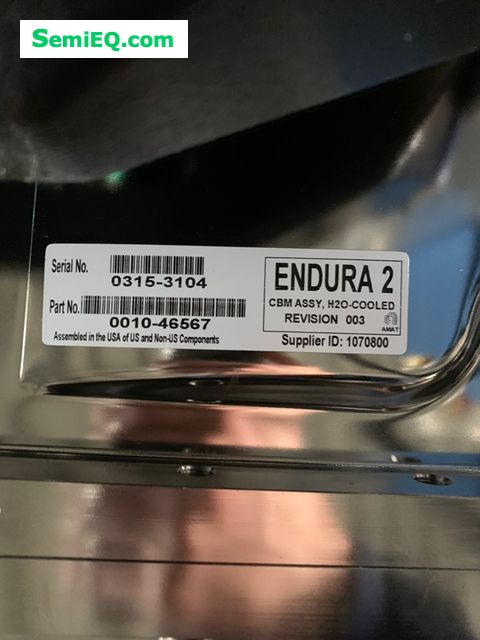 SemiEQ.com
Serial No.
0315-3104
Part No.
0010-46567
Assembled in the USA of US and Non-US Components
ENDURA 2
CBM ASSY, H2O-COOLED
REVISION 003
AMAT
Supplier ID: 1070800